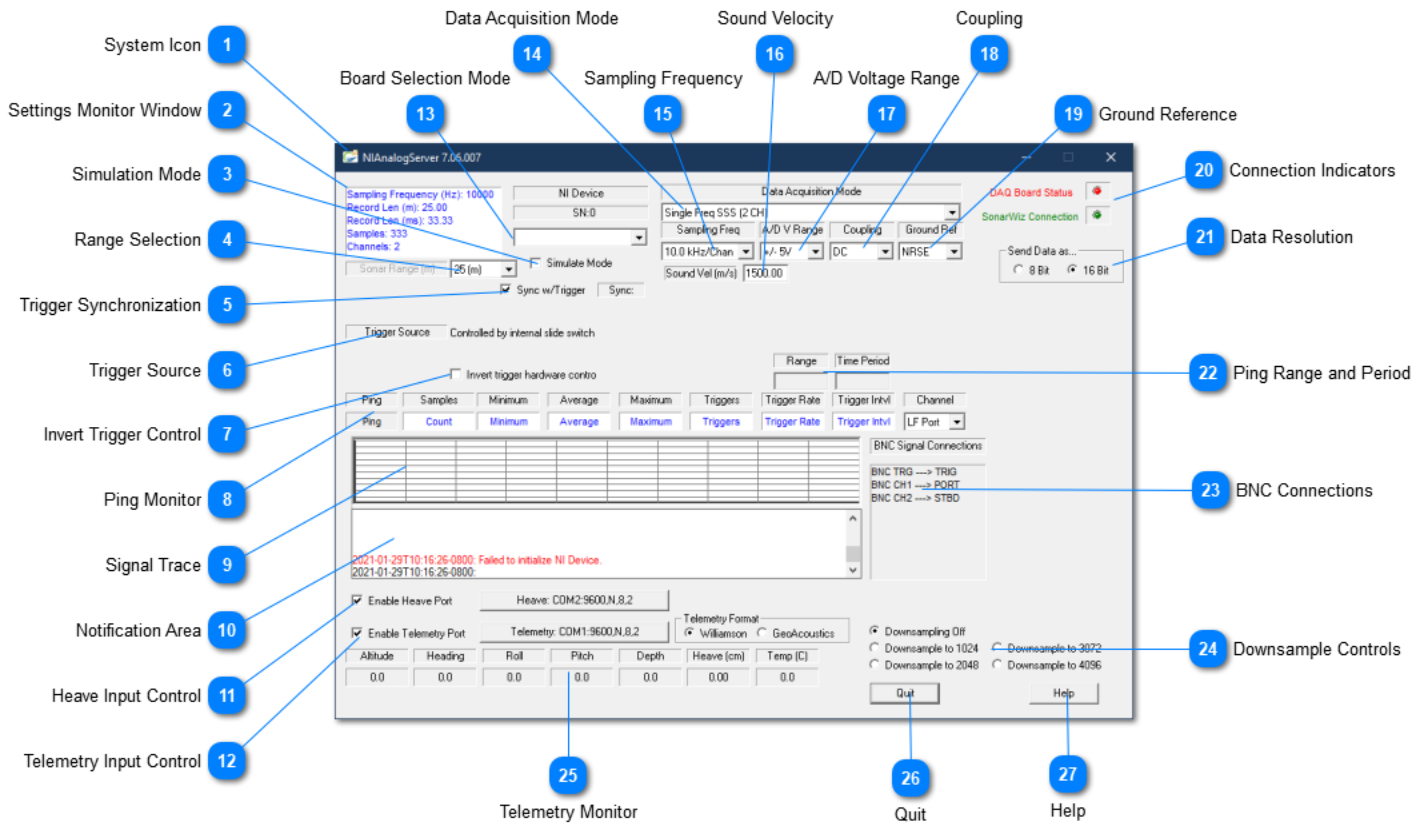 Data Acquisition Mode
14
Sound Velocity
16
Coupling
18
System Icon 1
Board Selection Mode
13
Sampling Frequency
15
A/D Voltage Range
17
Settings Monitor Window 2
19 Ground Reference
Simulation Mode 3
20 Connection Indicators
Range Selection 4
21 Data Resolution
Trigger Synchronization 5
Trigger Source 6
22 Ping Range and Period
Invert Trigger Control 7
Ping Monitor 8
23 BNC Connections
Signal Trace 9
Notification Area 10
24 Downsample Controls
Heave Input Control 11
Telemetry Input Control 12
NIAnalogServer 7.06.007
Sampling Frequency (Hz): 10000
Record Len (m): 25.00
Record Len (ms): 33.33
Samples: 333
Channels: 2
NI Device
SN:0
Data Acquisition Mode
Single Freq SSS (2 CH)
Sampling Freq A/D V Range Coupling Ground Ref
10.0 kHz/Chan +/- 5V DC NRSE
Sound Vel (m/s) 1500.00
DAQ Board Status
SonarWiz Connection
Send Data as...
8 Bit 16 Bit
Sonar Range (m) 25 (m)
Simulate Mode
Sync w/Trigger Sync:
Trigger Source Controlled by internal slide switch
Range Time Period
Invert trigger hardware contro
Ping Samples Minimum Average Maximum Triggers Trigger Rate Trigger Intvl Channel
Ping Count Minimum Average Maximum Triggers Trigger Rate Trigger Intvl LF Port
BNC Signal Connections
BNC TRG ---> TRIG
BNC CH1 ---> PORT
BNC CH2 ---> STBD
2021-01-29T10:16:26-0800: Failed to initialize NI Device.
2021-01-29T10:16:26-0800:
Enable Heave Port Heave: COM2:9600,N,8,2
Enable Telemetry Port Telemetry: COM1:9600,N,8,2
Telemetry Format
Williamson GeoAcoustics
Downsampling Off
Downsample to 1024 Downsample to 3072
Downsample to 2048 Downsample to 4096
Altitude Heading Roll Pitch Depth Heave (cm) Temp (C)
0.0 0.0 0.0 0.0 0.0 0.00 0.0
Quit Help
25
Telemetry Monitor
26
Quit
27
Help